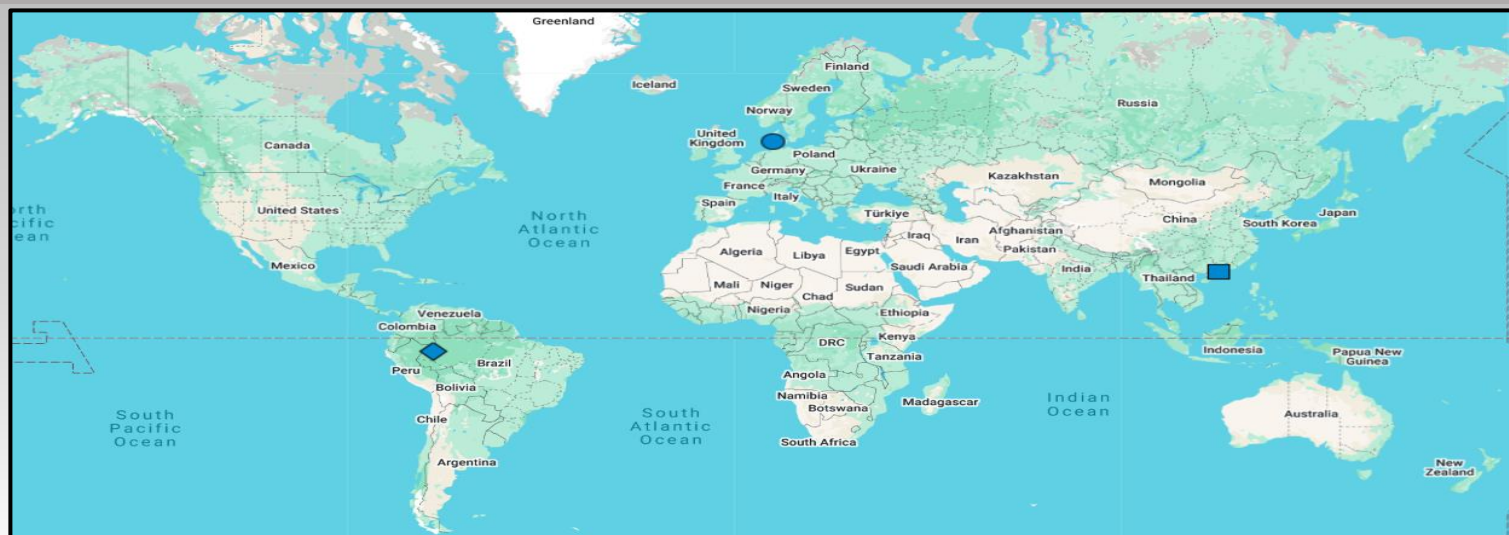 Greenland
Iceland
Finland
Sweden
Norway
Russia
United
Kingdom
Canada
Poland
Germany
Ukraine
France
Kazakhstan
Mongolia
Italy
Spain
United States
North
Atlantic
Ocean
orth
cific
ean
Türkiye
China
South Korea
Japan
Afghanistan
Iraq
Iran
Pakistan
Algeria
Libya
Egypt
Mexico
Saudi Arabia
India
Thailand
Mali
Niger
Sudan
Chad
Nigeria
Ethiopia
Venezuela
Colombia
DRC
Kenya
Tanzania
Indonesia
Papua New
Guinea
Brazil
Peru
Angola
Bolivia
Namibia
Botswana
Madagascar
Indian
Ocean
South
Pacific
Ocean
Chile
South
Atlantic
Ocean
Australia
South Africa
Argentina
New
Zealand